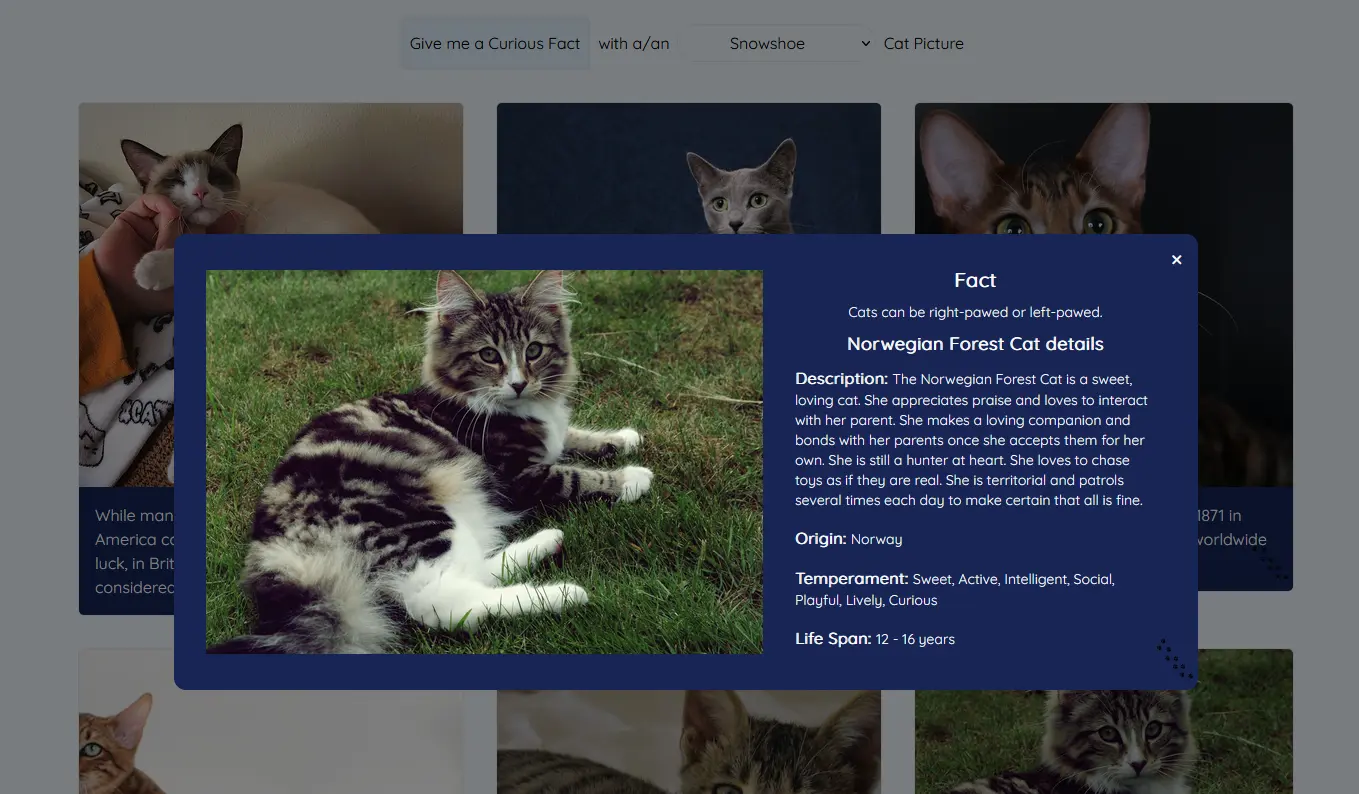 Give me a Curious Fact with a/an Snowshoe Cat Picture
Fact
Cats can be right-pawed or left-pawed.
Norwegian Forest Cat details
Description: The Norwegian Forest Cat is a sweet,
loving cat. She appreciates praise and loves to interact
with her parent. She makes a loving companion and
bonds with her parents once she accepts them for her
own. She is still a hunter at heart. She loves to chase
toys as if they are real. She is territorial and patrols
several times each day to make certain that all is fine.
Origin: Norway
Temperament: Sweet, Active, Intelligent, Social,
Playful, Lively, Curious
Life Span: 12 - 16 years
While man
America
luck, in Brit
considered
1871 in
worldwide